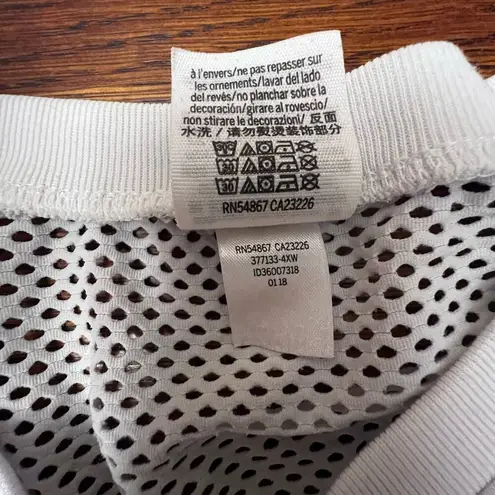 à l'envers/ne pas repasser sur
les ornements/lavar del lado
del revés/no planchar sobre la
decoración/girare al rovescio/
non stirare le decorazioni/ 反面
水洗 / 请勿熨烫装饰部分
RN54867 CA23226
RN54867 CA23226
377133-4XW
ID36007318
01 18